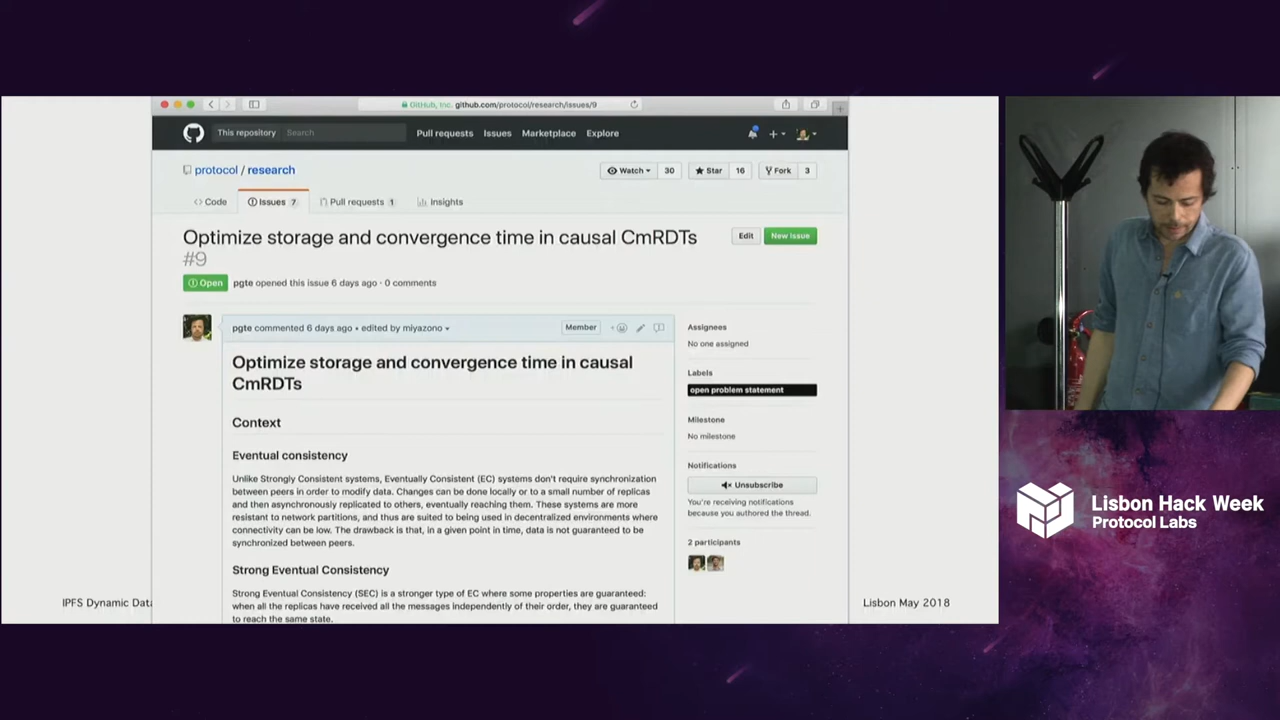 GitHub, Inc. github.com/protocol/research/issues/9
This repository Search Pull requests Issues Marketplace Explore
protocol / research
Watch 30 Star 16 Fork 3
Code Issues 7 Pull requests 1 Insights
Optimize storage and convergence time in causal CmRDTs
#9
Edit New Issue
Open pgte opened this issue 6 days ago · 0 comments
pgte commented 6 days ago • edited by miyazono Member
Optimize storage and convergence time in causal
CmRDTs
Context
Eventual consistency
Unlike Strongly Consistent systems, Eventually Consistent (EC) systems don't require synchronization
between peers in order to modify data. Changes can be done locally or to a small number of replicas
and then asynchronously replicated to others, eventually reaching them. These systems are more
resistant to network partitions, and thus are suited to being used in decentralized environments where
connectivity can be low. The drawback is that, in a given point in time, data is not guaranteed to be
synchronized between peers.
Strong Eventual Consistency
Strong Eventual Consistency (SEC) is a stronger type of EC where some properties are guaranteed:
when all the replicas have received all the messages independently of their order, they are guaranteed
to reach the same state.
Assignees
No one assigned
Labels
open problem statement
Milestone
No milestone
Notifications
Unsubscribe
You're receiving notifications
because you authored the thread.
2 participants
IPFS Dynamic Data
Lisbon May 2018
Lisbon Hack Week
Protocol Labs